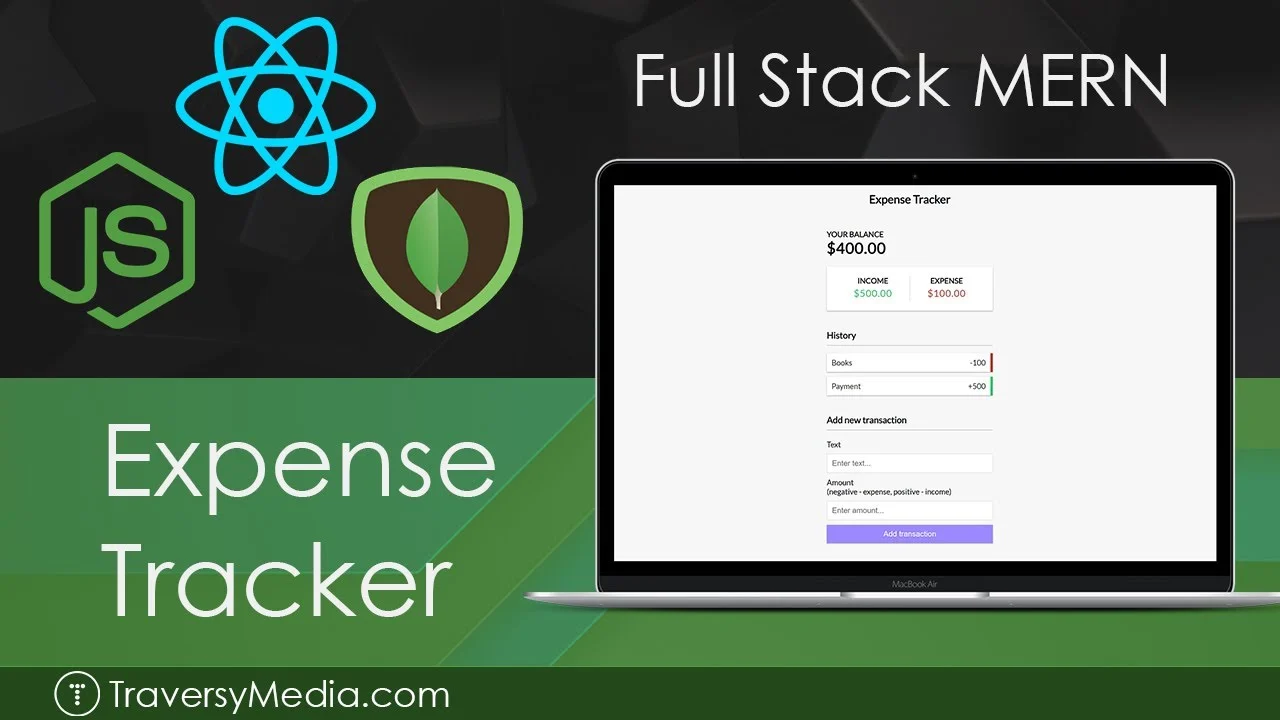 Full Stack MERN
JS
Expense Tracker
YOUR BALANCE
$400.00
INCOME EXPENSE
$500.00 $100.00
History
Books -100
Payment +500
Add new transaction
Text
Enter text...
Amount
(negative - expense, positive - income)
Enter amount...
Add transaction
MacBook Air
Expense
Tracker
TraversyMedia.com